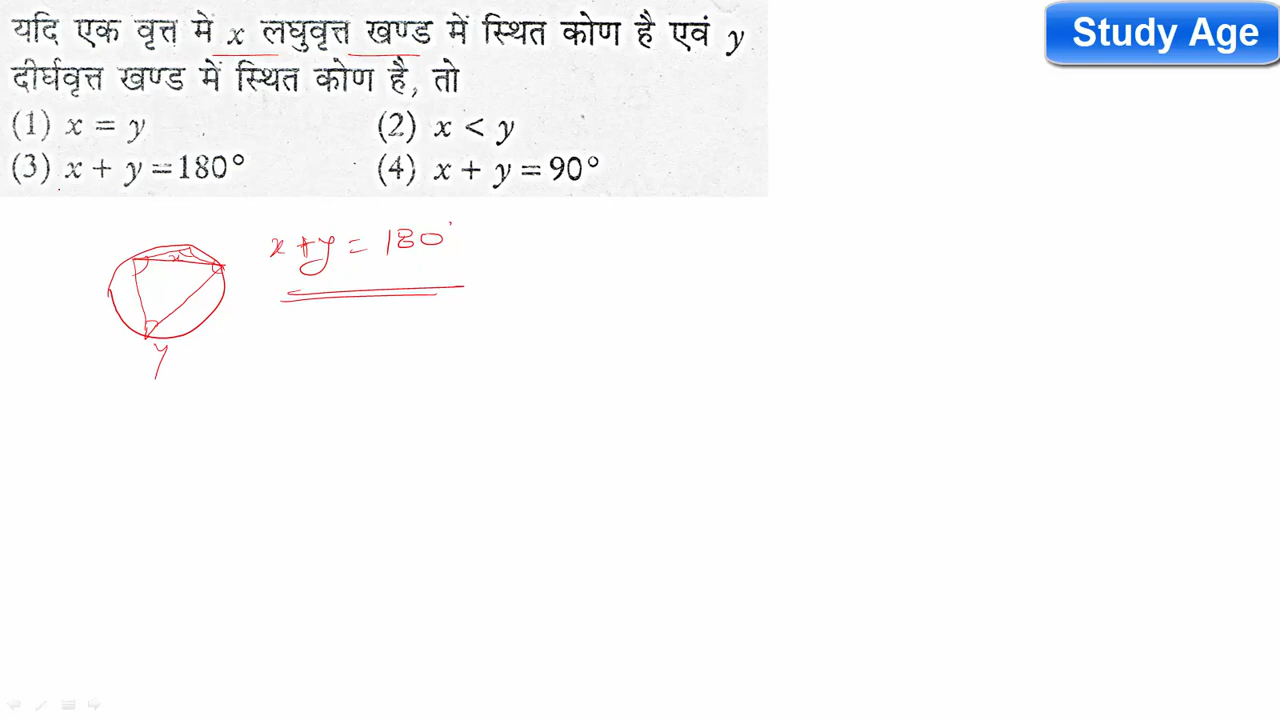 यदि एक वृत्त में x लघुवृत्त खण्ड में स्थित कोण है एवं y
दीर्घवृत्त खण्ड में स्थित कोण है, तो
(1) x = y (2) x < y
(3) x + y = 180° (4) x + y = 90°
Study Age
x + y = 180°
x
y